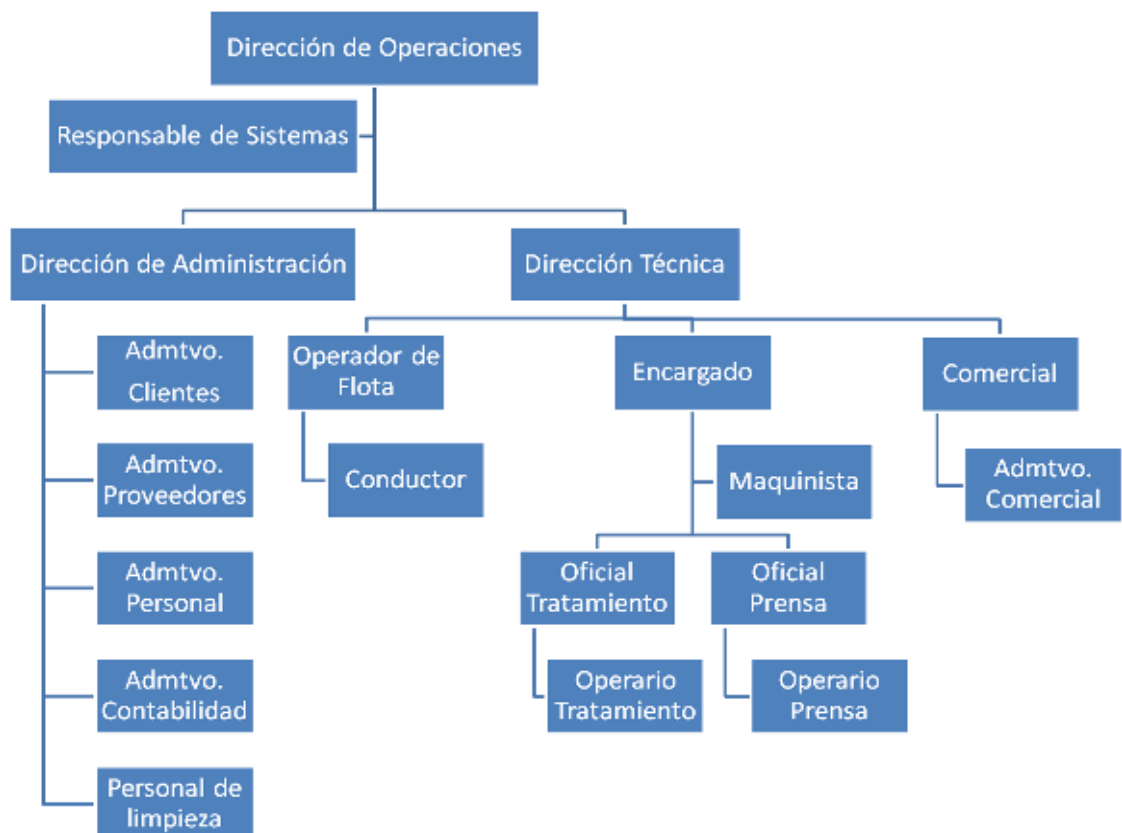 Dirección de Operaciones
Responsable de Sistemas
Dirección de Administración
Dirección Técnica
Admtvo.
Clientes
Admtvo.
Proveedores
Admtvo.
Personal
Admtvo.
Contabilidad
Personal de
limpieza
Operador de
Flota
Conductor
Encargado
Maquinista
Oficial
Tratamiento
Operario
Tratamiento
Oficial
Prensa
Operario
Prensa
Comercial
Admtvo.
Comercial